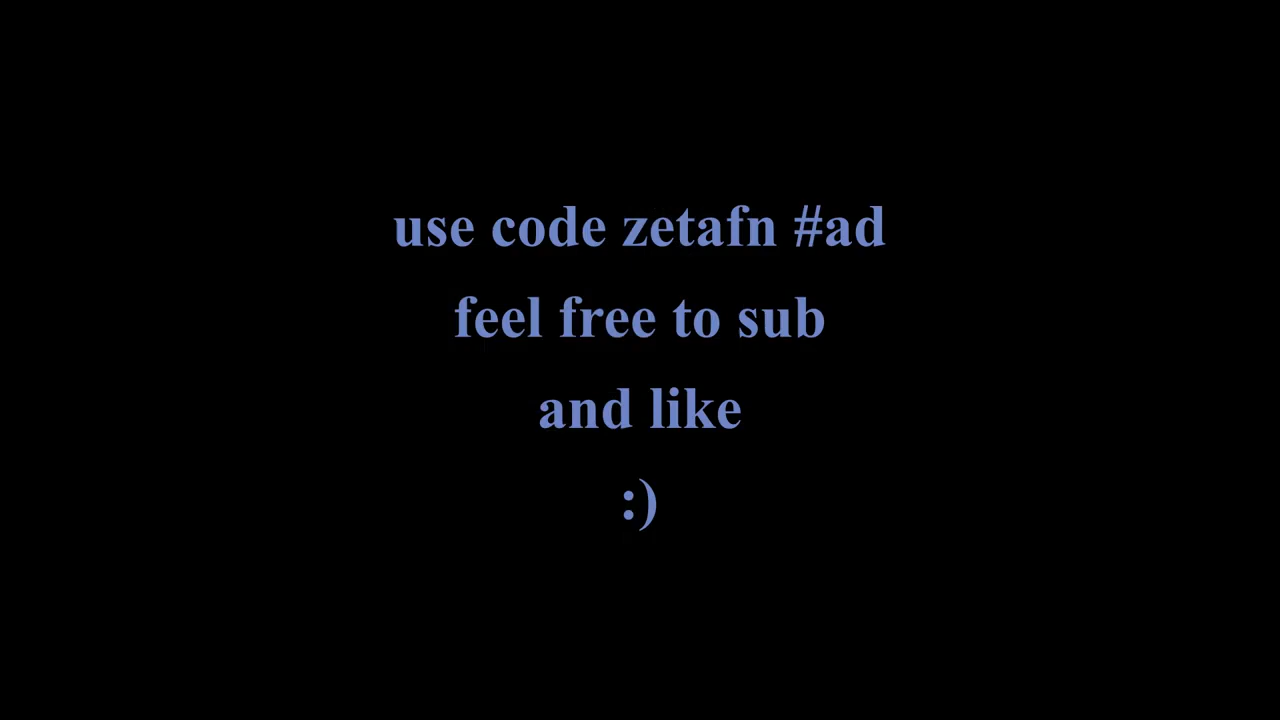 use code zetafn #ad
feel free to sub
and like
:)